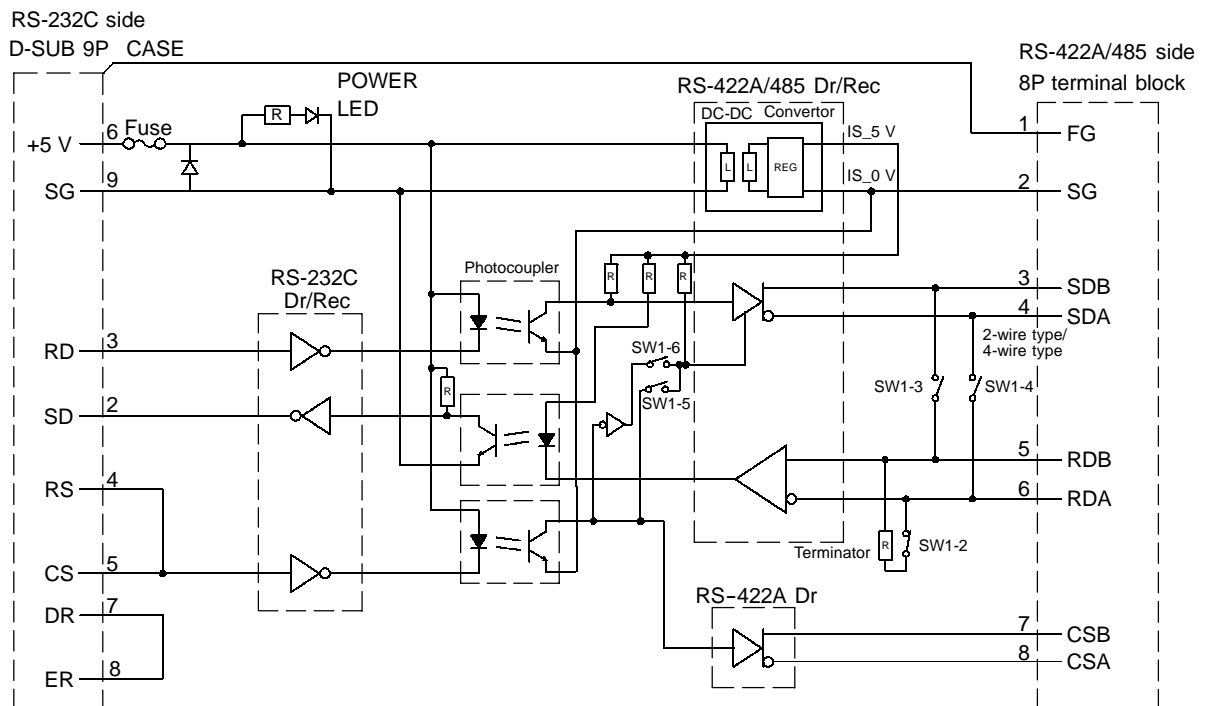 RS-232C side
D-SUB 9P CASE
RS-422A/485 side
8P terminal block
POWER
LED
RS-422A/485 Dr/Rec
DC-DC Convertor
R
Fuse
6
+5 V
9
SG
L
L
REG
IS_5 V
IS_0 V
1
FG
2
SG
RS-232C
Dr/Rec
Photocoupler
R
R
R
3
SDB
4
SDA
2-wire type/
4-wire type
3
RD
SW1-6
R
SW1-5
SW1-3
SW1-4
2
SD
5
RDB
4
RS
6
RDA
R
SW1-2
Terminator
5
CS
RS-422A Dr
7
DR
7
CSB
8
CSA
8
ER